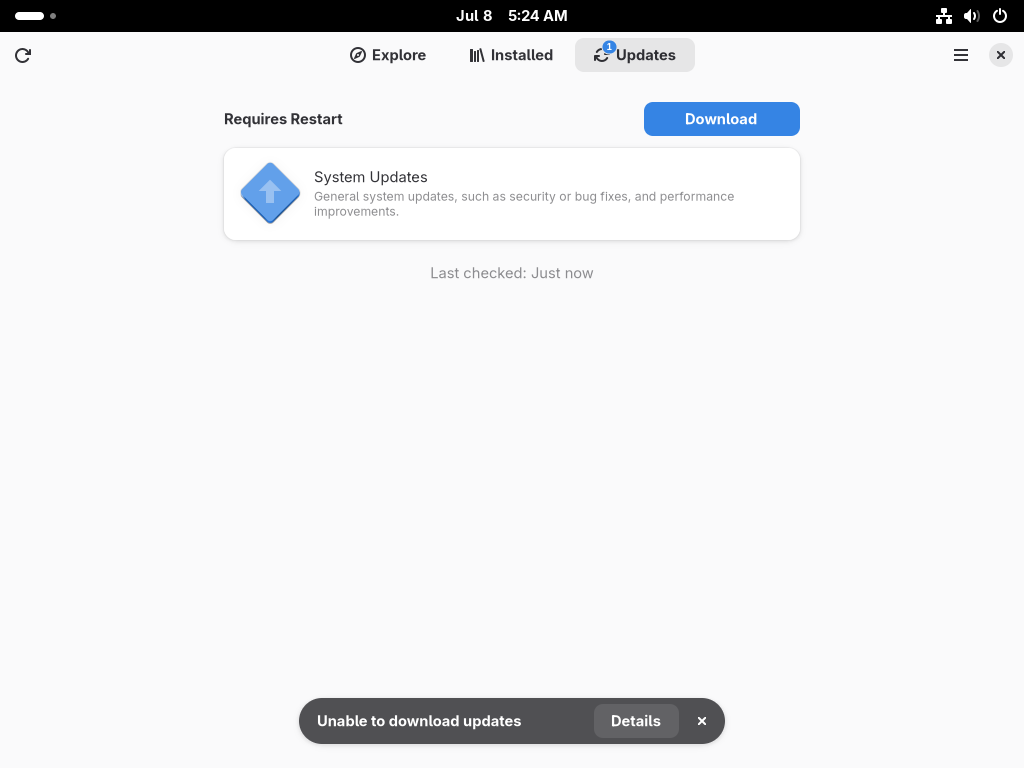 Jul 8 5:24 AM
Explore Installed 1 Updates
Requires Restart Download
System Updates
General system updates, such as security or bug fixes, and performance
improvements.
Last checked: Just now
Unable to download updates Details